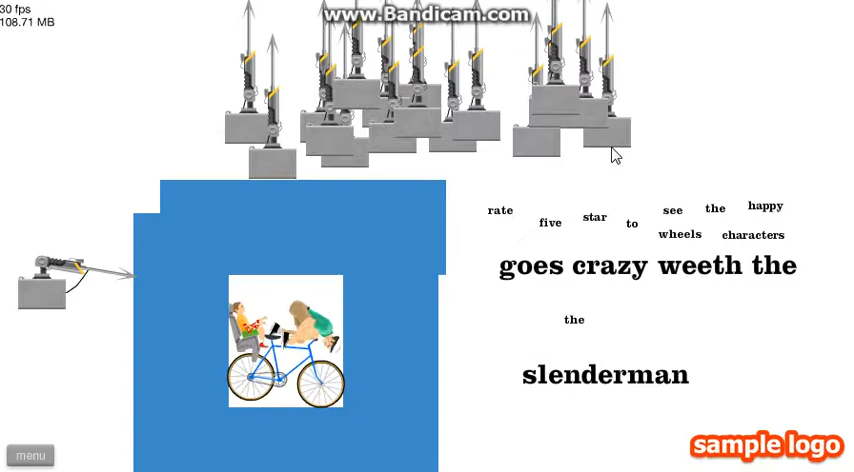 30 fps
108.71 MB
www.Bandicam.com
rate five star to see the happy
wheels characters
goes crazy weeth the
the
slenderman
menu
sample logo